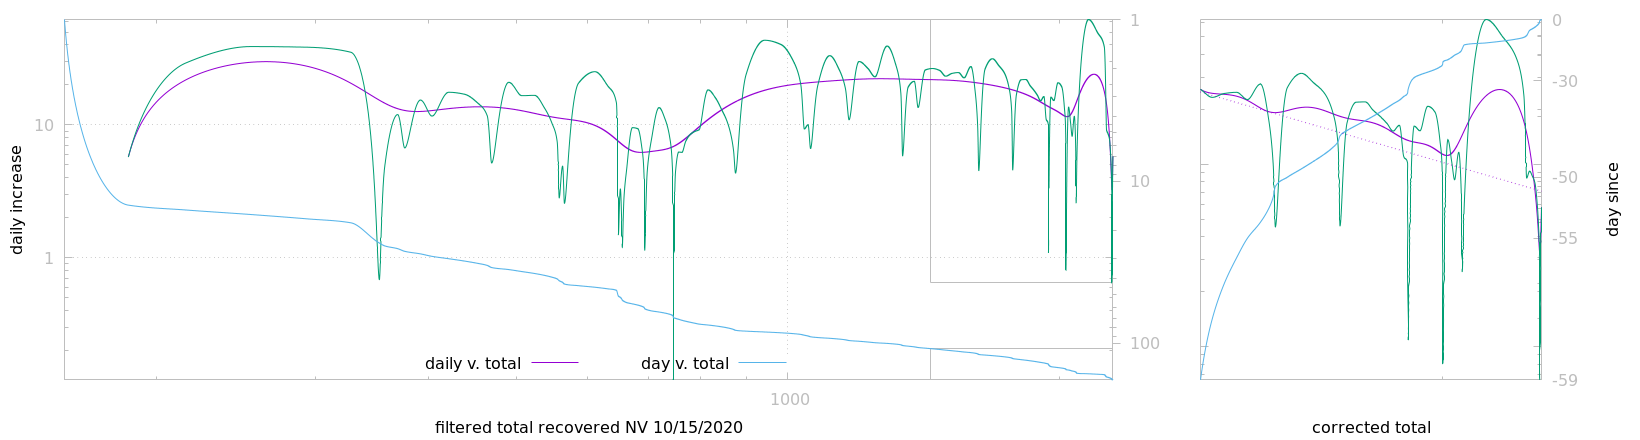 daily increase
10
1
daily v. total
day v. total
1000
1
10
100
filtered total recovered NV 10/15/2020
0
-30
-50
-55
-59
day since
corrected total